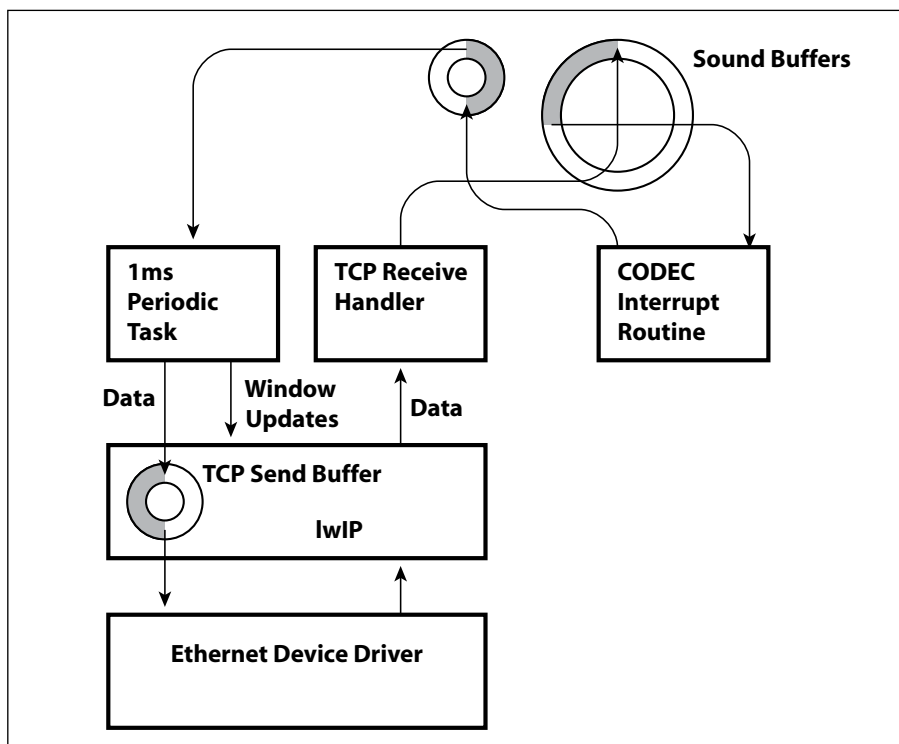 Sound Buffers
1ms
Periodic
Task
TCP Receive
Handler
CODEC
Interrupt
Routine
Data
Window
Updates
Data
TCP Send Buffer
lwIP
Ethernet Device Driver